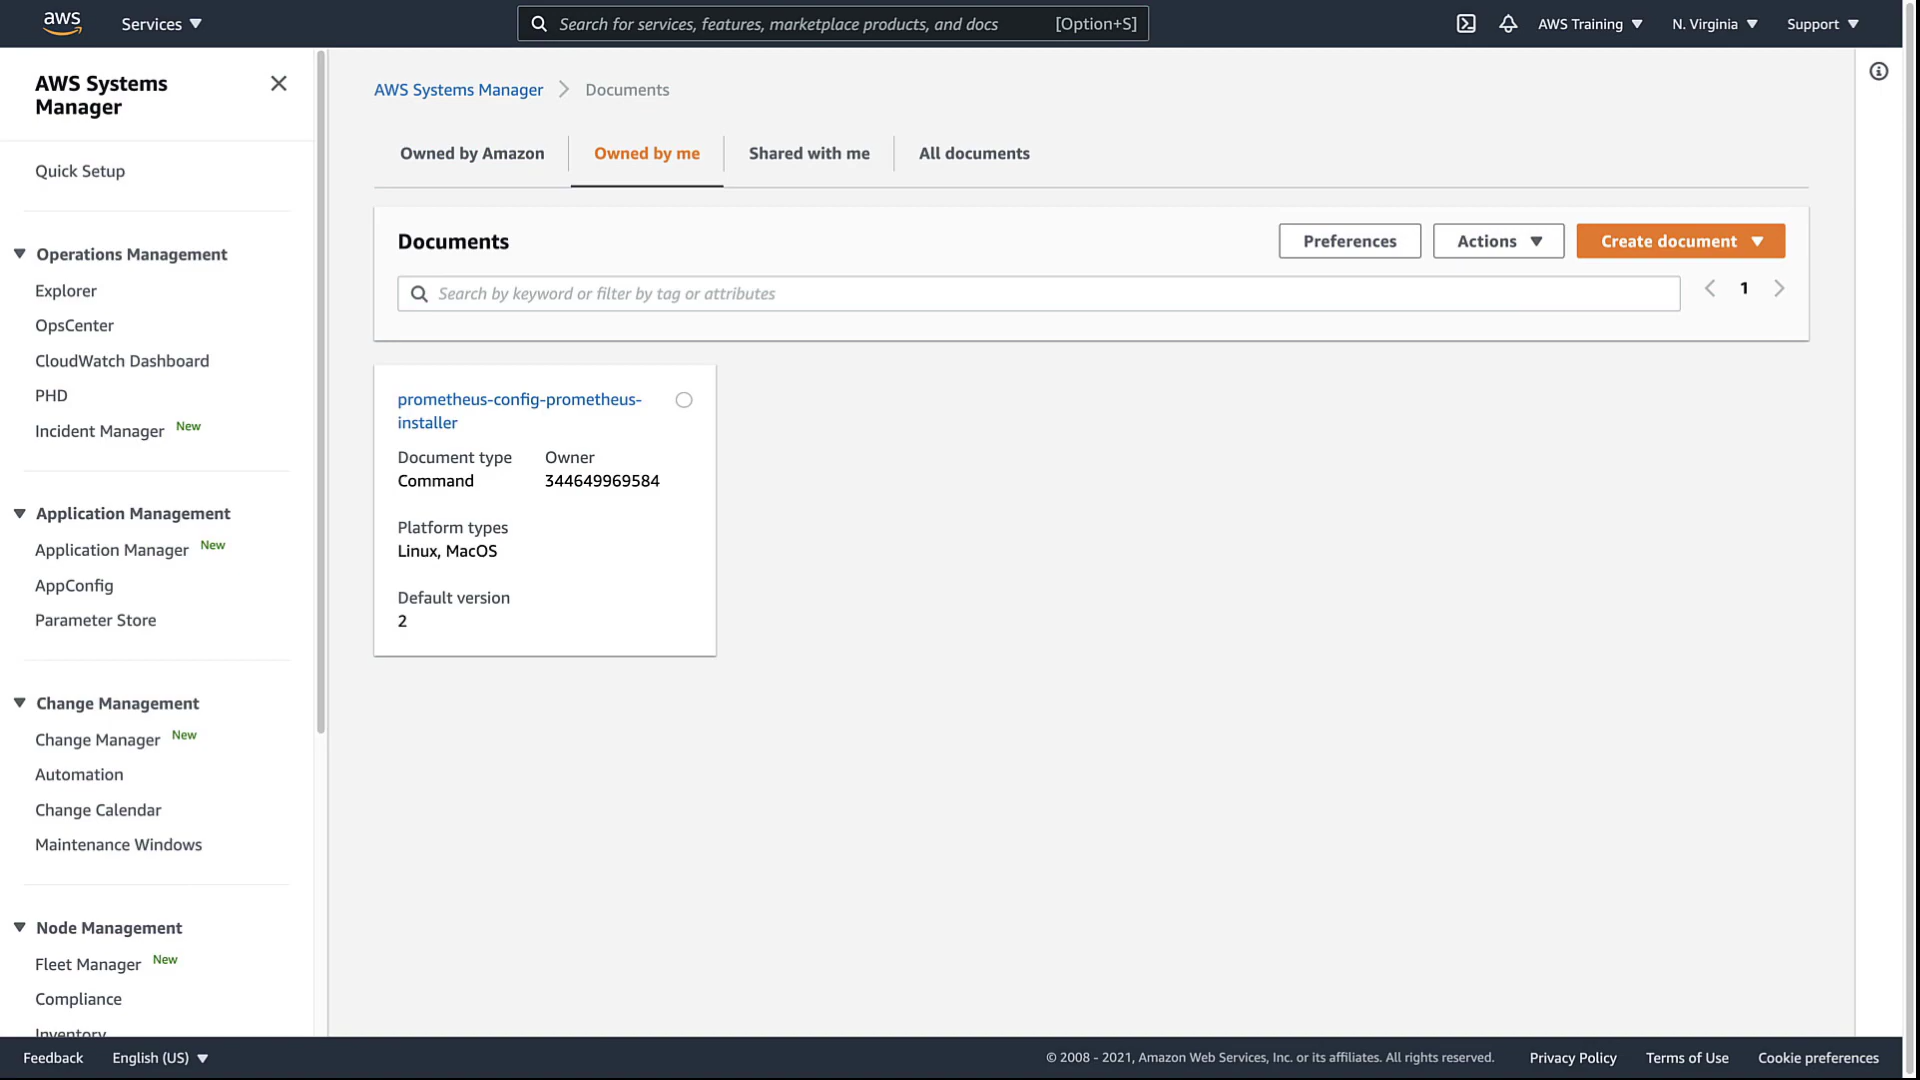 aws
Services
Search for services, features, marketplace products, and docs
[Option+S]
AWS Training
N. Virginia
Support
AWS Systems
Manager
Quick Setup
Operations Management
Explorer
OpsCenter
CloudWatch Dashboard
PHD
Incident Manager New
Application Management
Application Manager New
AppConfig
Parameter Store
Change Management
Change Manager New
Automation
Change Calendar
Maintenance Windows
Node Management
Fleet Manager New
Compliance
Inventory
AWS Systems Manager
Documents
Owned by Amazon
Owned by me
Shared with me
All documents
Documents
Preferences
Actions
Create document
Search by keyword or filter by tag or attributes
1
prometheus-config-prometheus-
installer
Document type
Command
Owner
344649969584
Platform types
Linux, MacOS
Default version
2
Feedback
English (US)
© 2008 - 2021, Amazon Web Services, Inc. or its affiliates. All rights reserved.
Privacy Policy
Terms of Use
Cookie preferences